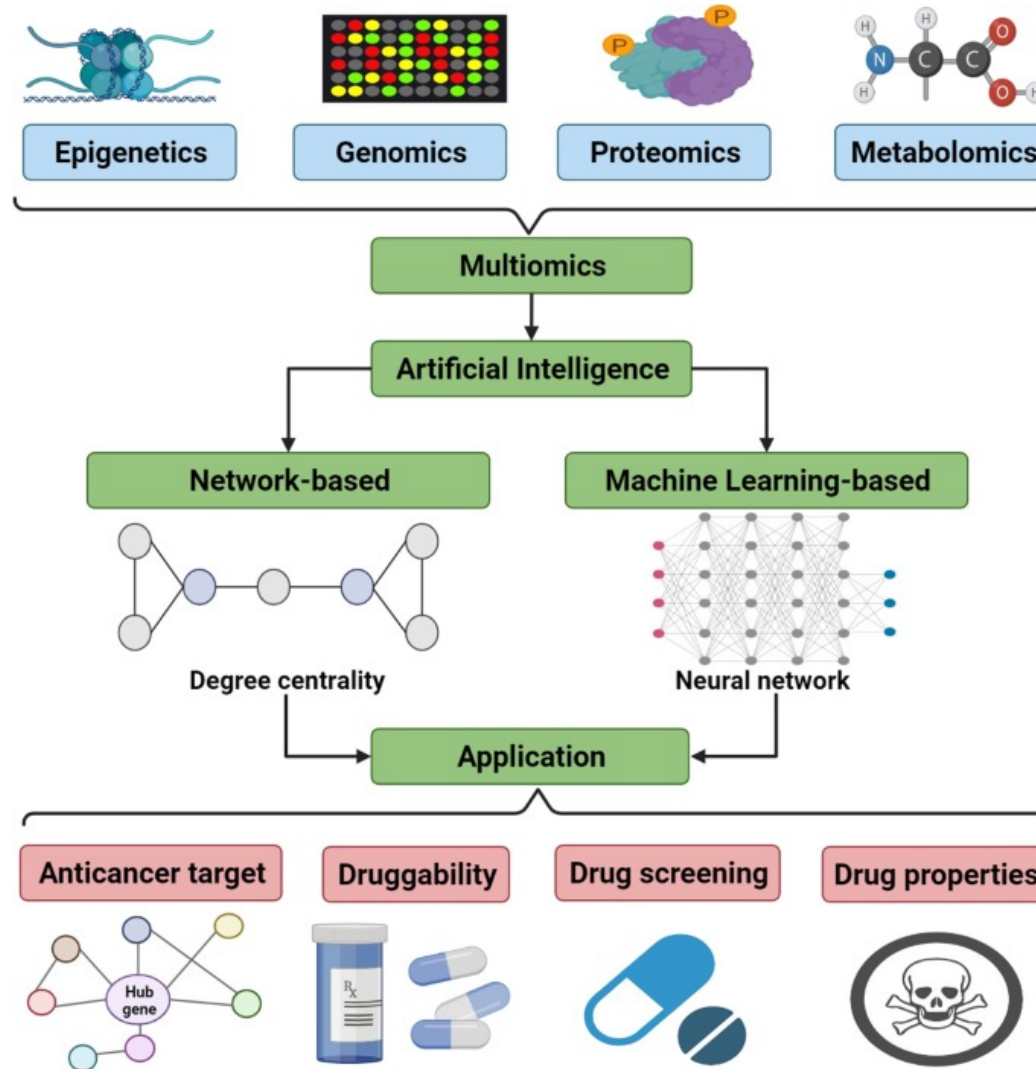 P
P
H
H
H
N
C
C
O
O
H
Epigenetics
Genomics
Proteomics
Metabolomics
Multiomics
Artificial Intelligence
Network-based
Machine Learning-based
Degree centrality
Neural network
Application
Anticancer target
Druggability
Drug screening
Drug properties
Hub
gene
Rx